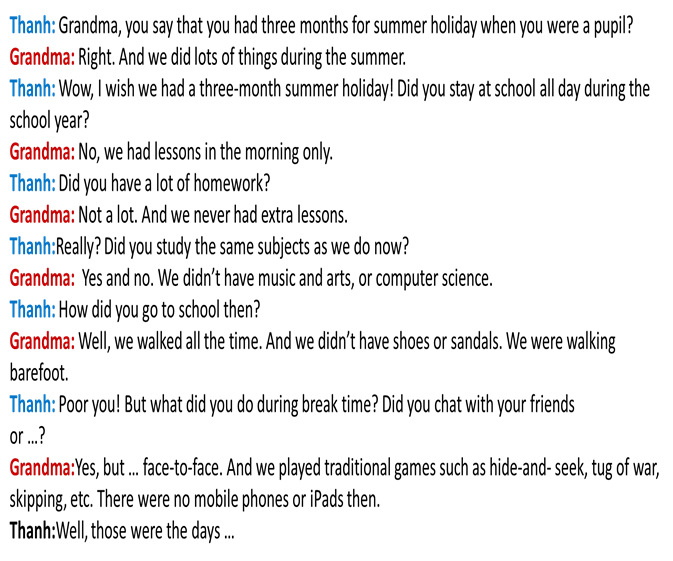 Thanh: Grandma, you say that you had three months for summer holiday when you were a pupil?
Grandma: Right. And we did lots of things during the summer.
Thanh: Wow, I wish we had a three-month summer holiday! Did you stay at school all day during the
school year?
Grandma: No, we had lessons in the morning only.
Thanh: Did you have a lot of homework?
Grandma: Not a lot. And we never had extra lessons.
Thanh:Really? Did you study the same subjects as we do now?
Grandma: Yes and no. We didn't have music and arts, or computer science.
Thanh: How did you go to school then?
Grandma: Well, we walked all the time. And we didn't have shoes or sandals. We were walking
barefoot.
Thanh: Poor you! But what did you do during break time? Did you chat with your friends
or ...?
Grandma:Yes, but ... face-to-face. And we played traditional games such as hide-and- seek, tug of war,
skipping, etc. There were no mobile phones or iPads then.
Thanh:Well, those were the days ...